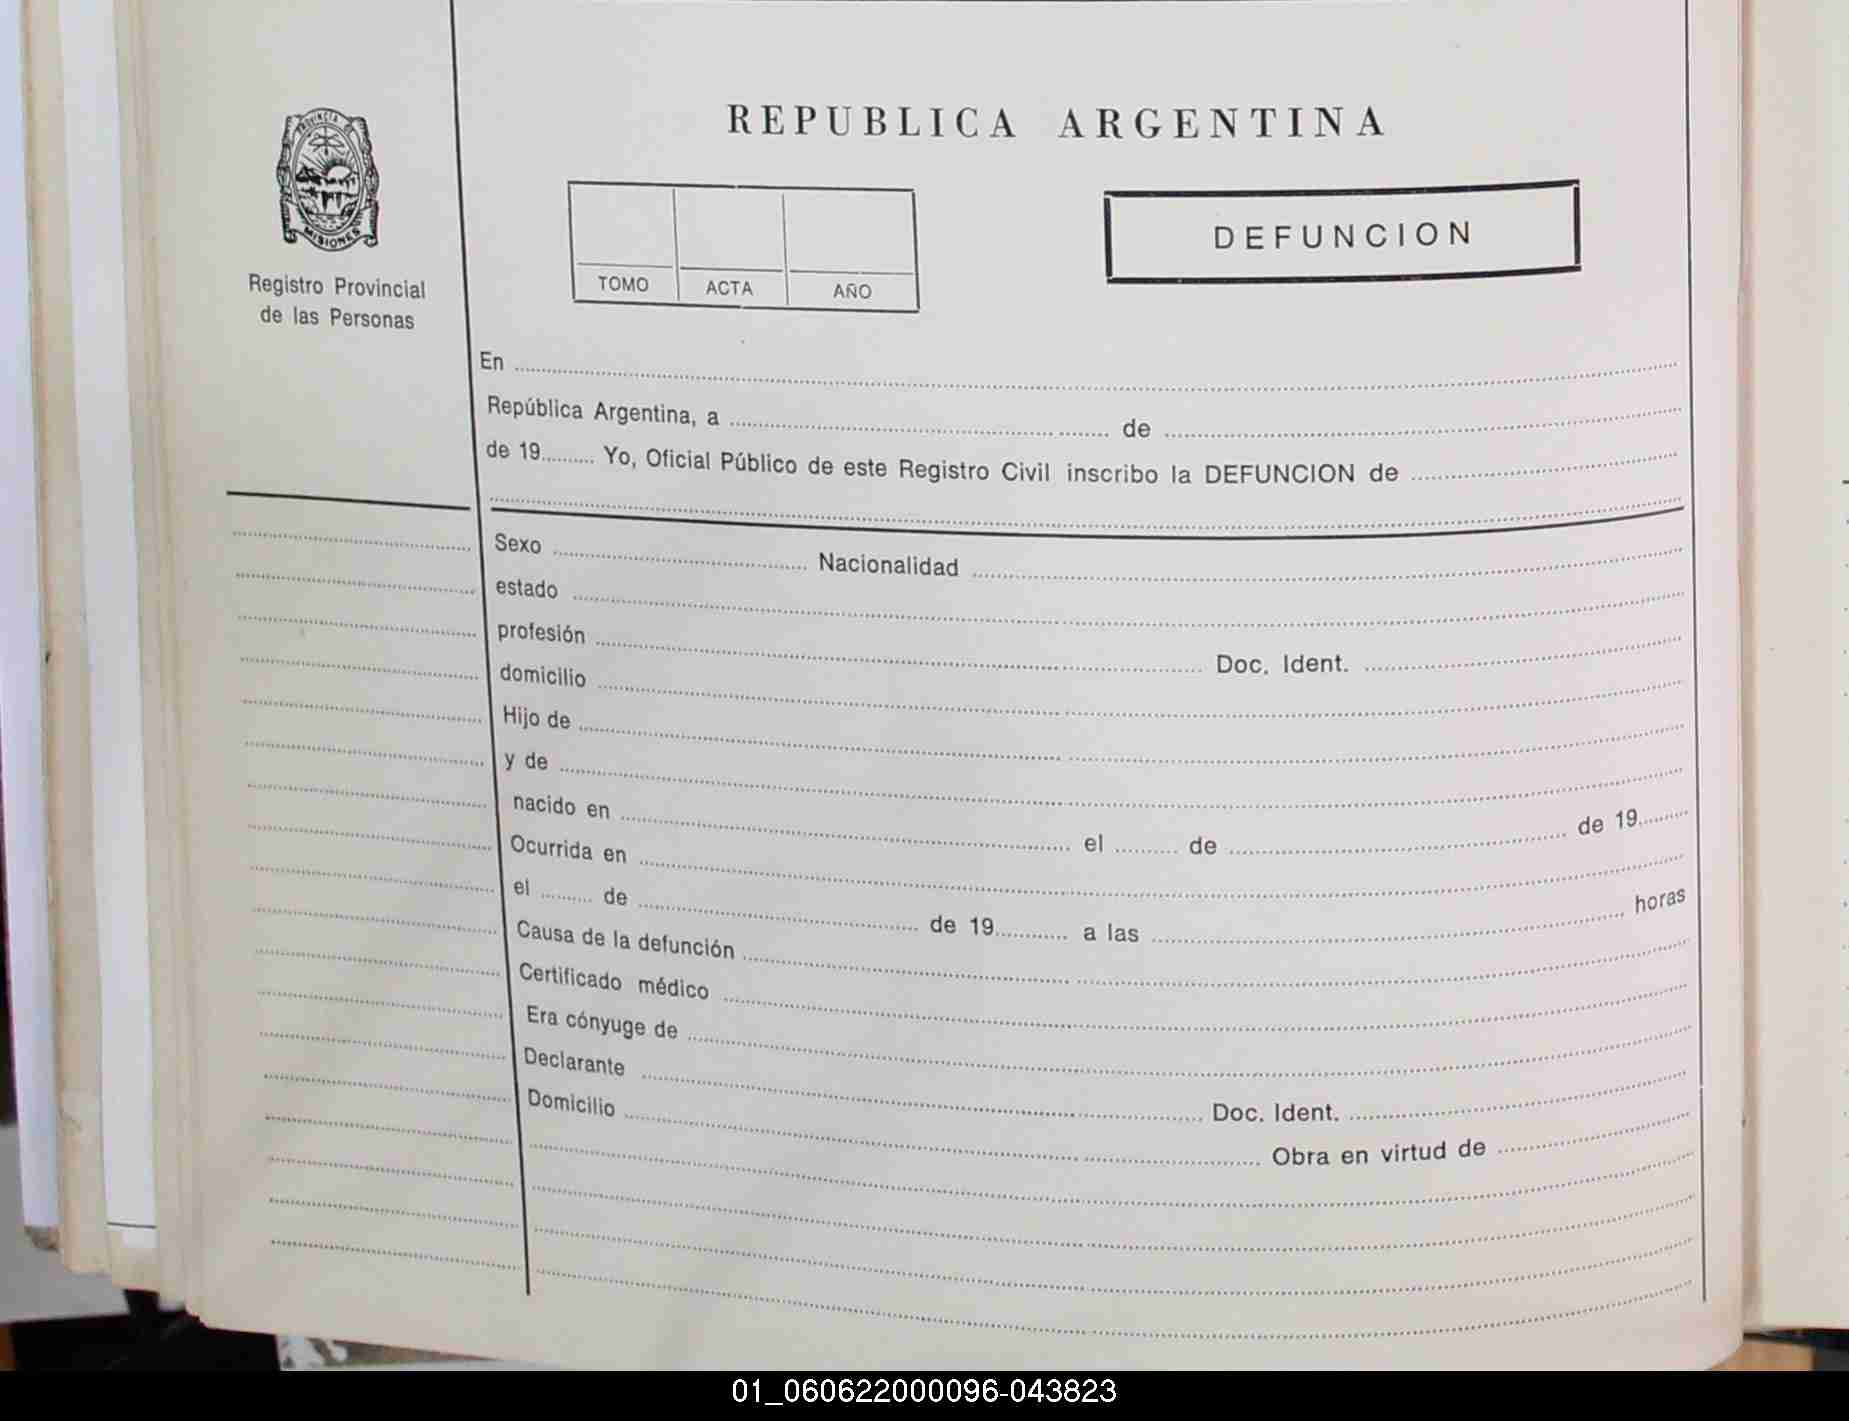 REPUBLICA ARGENTINA
PROVINCIA DE
MISIONES
Registro Provincial
de las Personas
TOMO ACTA AÑO
DEFUNCION
En
República Argentina, a de
de 19 Yo, Oficial Público de este Registro Civil inscribo la DEFUNCION de
Sexo Nacionalidad
estado
profesión Doc. Ident.
domicilio
Hijo de
y de
nacido en el de de 19
Ocurrida en
el de de 19 a las horas
Causa de la defunción
Certificado médico
Era cónyuge de
Declarante Doc. Ident.
Domicilio Obra en virtud de
01_060622000096-043823